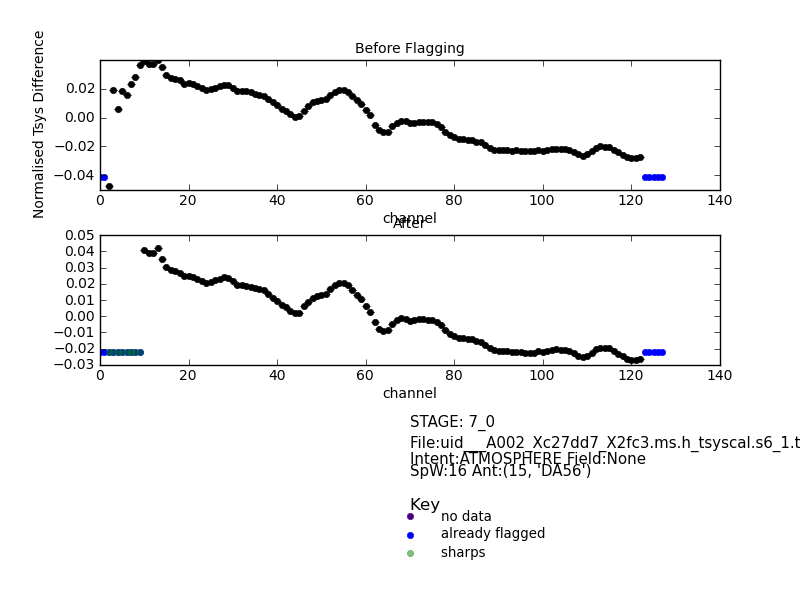 Before Flagging
Normalised Tsys Difference
0.02
0.00
−0.02
−0.04
0 20 40 60 80 100 120 140
channel
After
0.05
0.04
0.03
0.02
0.01
0.00
−0.01
−0.02
−0.03
0 20 40 60 80 100 120 140
channel
STAGE: 7_0
File:uid___A002_Xc27dd7_X2fc3.ms.h_tsyscal.s6_1.t
Intent:ATMOSPHERE Field:None
SpW:16 Ant:(15, 'DA56')
Key
no data
already flagged
sharps